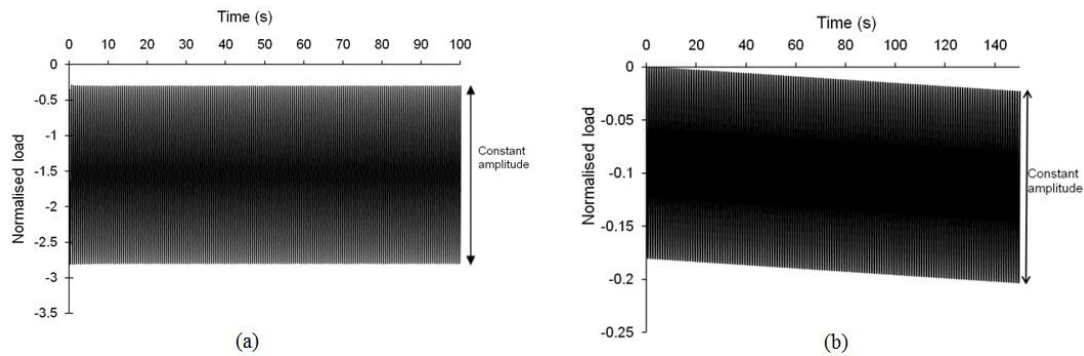 Time (s)
0 10 20 30 40 50 60 70 80 90 100
0
-0.5
-1
-1.5
-2
-2.5
-3
-3.5
Normalised load
Constant
amplitude
(a)
Time (s)
0 20 40 60 80 100 120 140
0
-0.05
-0.1
-0.15
-0.2
-0.25
Normalised load
Constant
amplitude
(b)